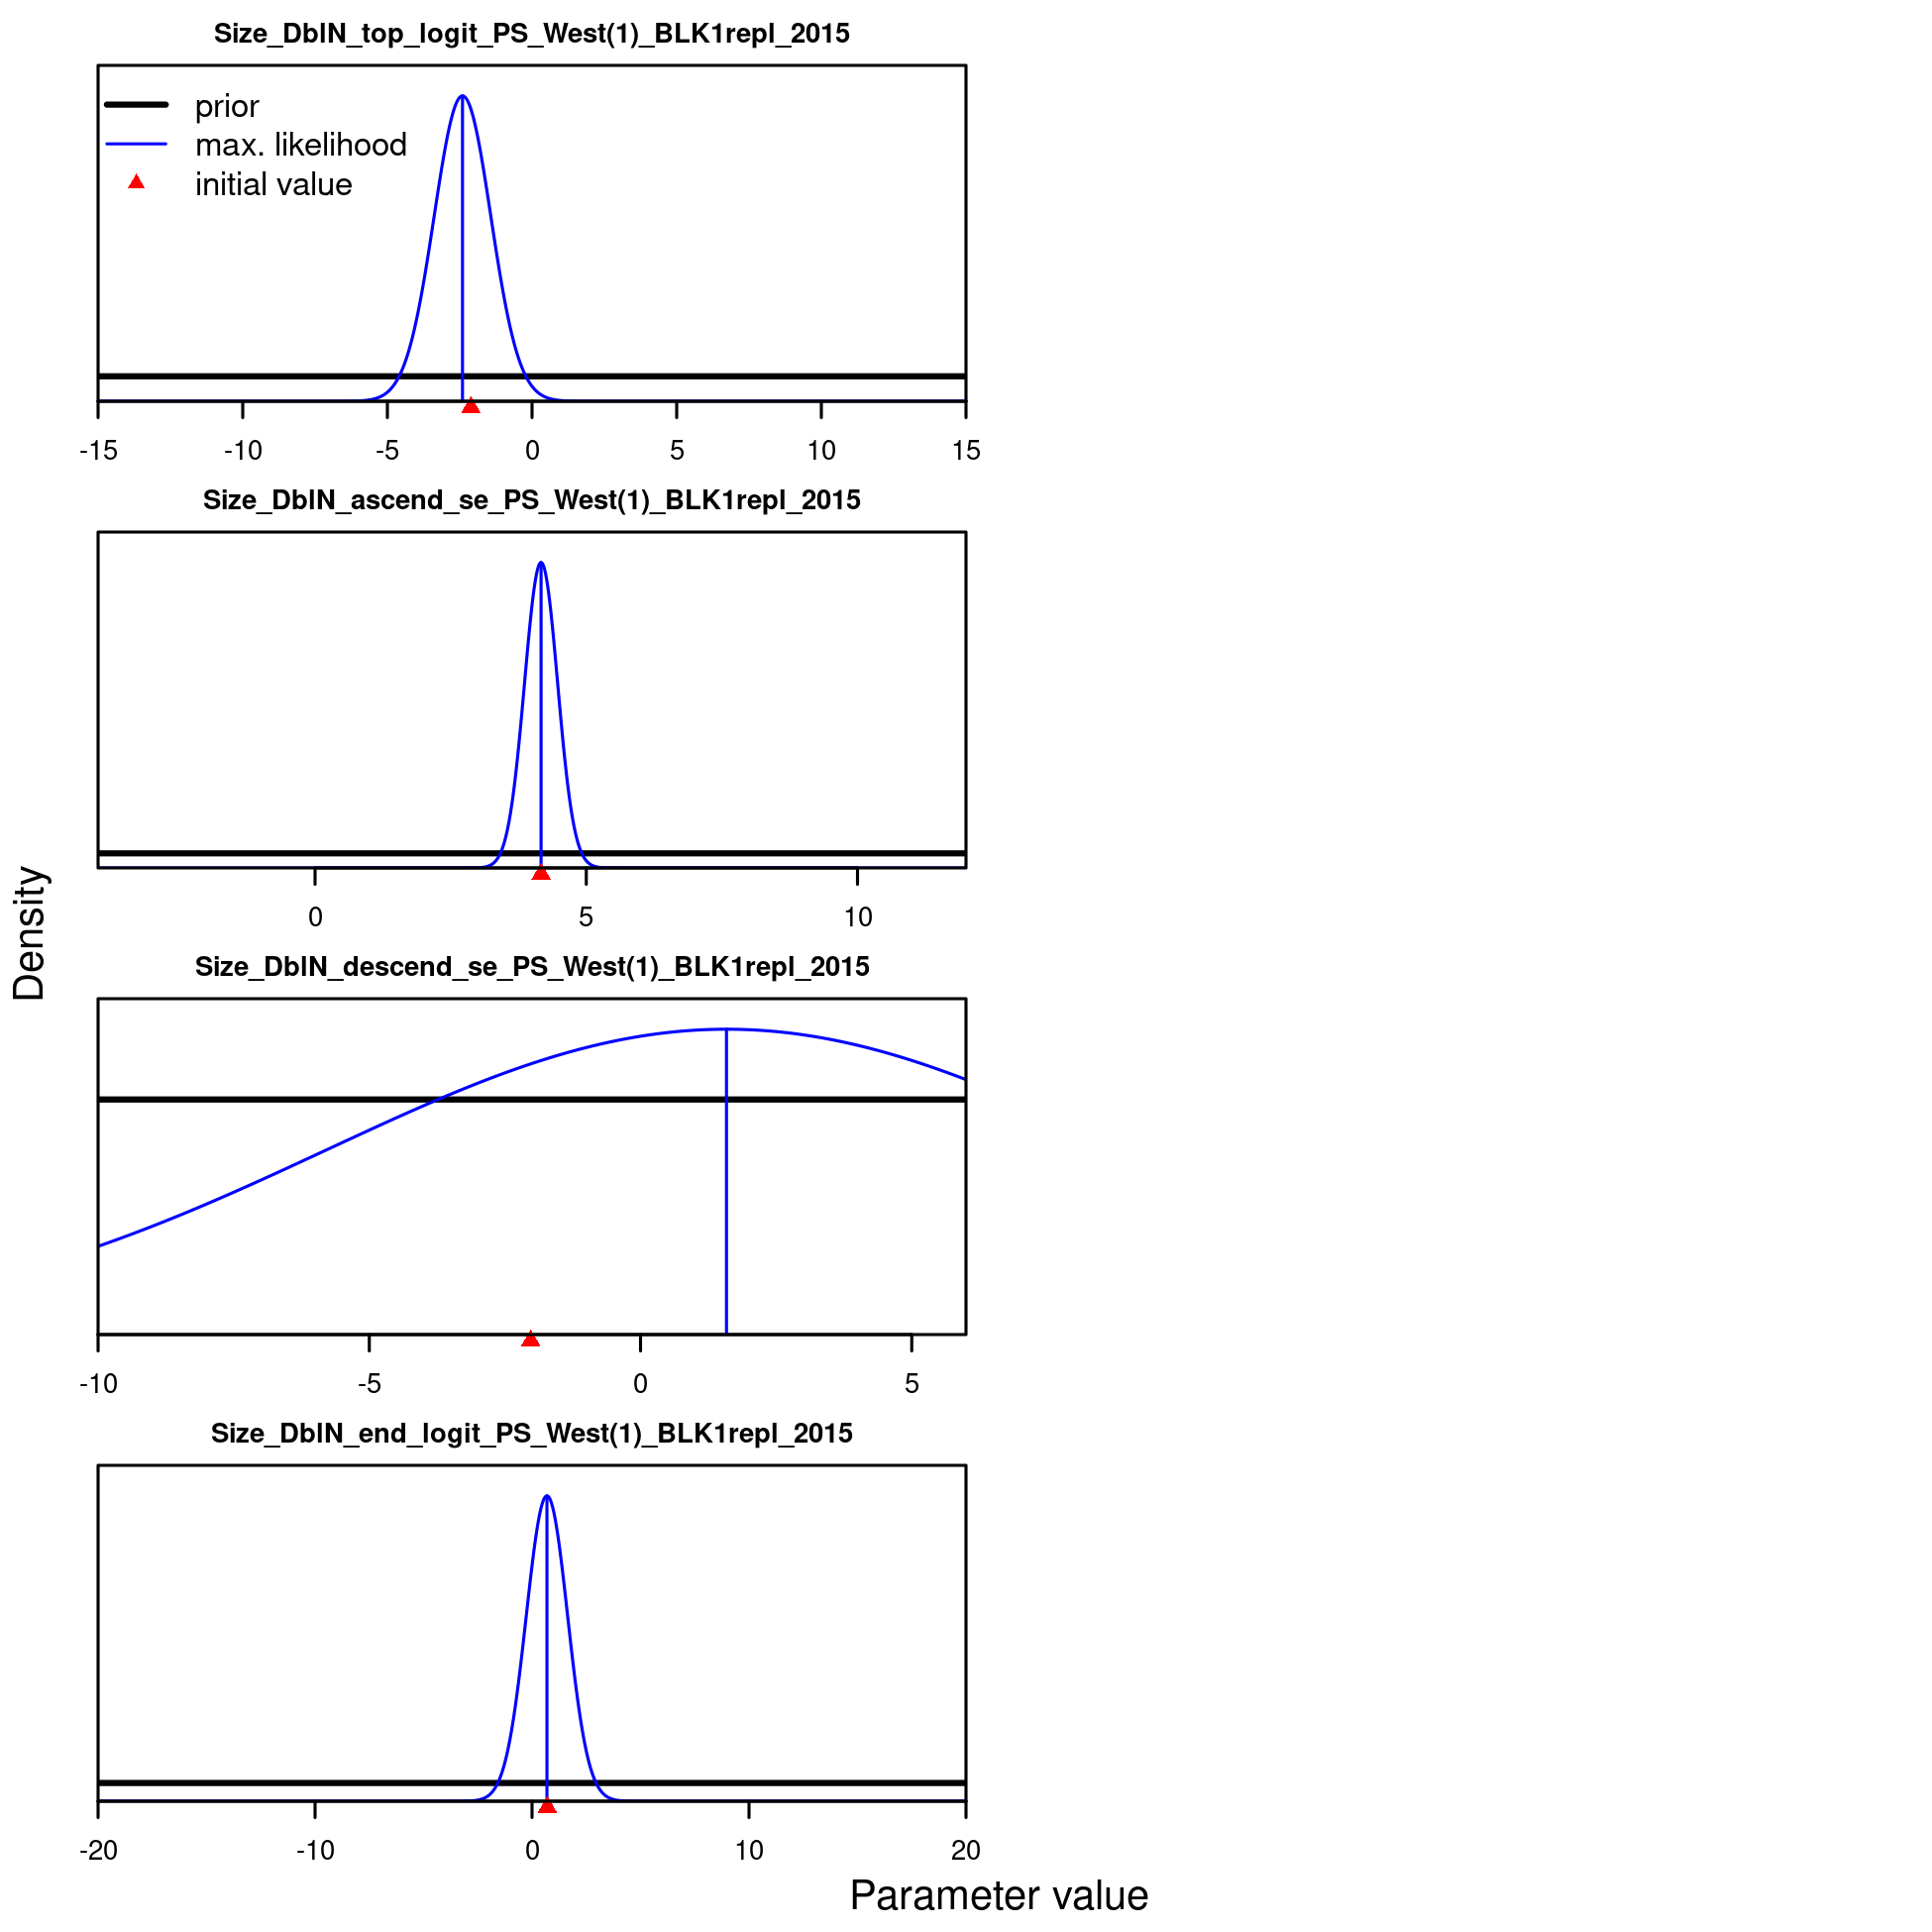 Size_DblN_top_logit_PS_West(1)_BLK1repl_2015
prior
max. likelihood
initial value
-15 -10 -5 0 5 10 15
Size_DblN_ascend_se_PS_West(1)_BLK1repl_2015
0 5 10
Density
Size_DblN_descend_se_PS_West(1)_BLK1repl_2015
-10 -5 0 5
Size_DblN_end_logit_PS_West(1)_BLK1repl_2015
-20 -10 0 10 20
Parameter value